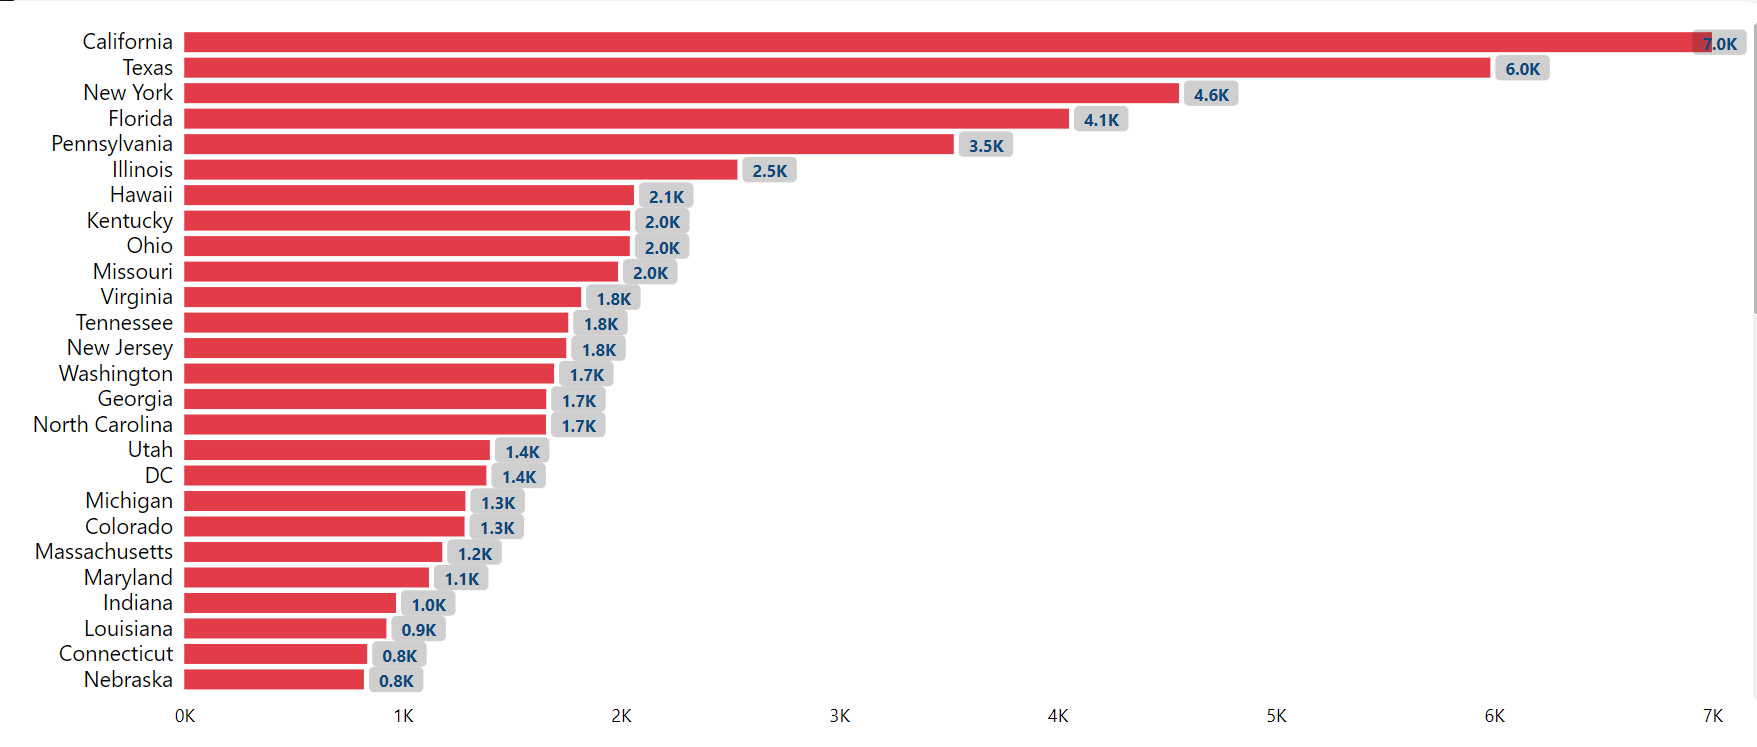 California 7.0K
Texas 6.0K
New York 4.6K
Florida 4.1K
Pennsylvania 3.5K
Illinois 2.5K
Hawaii 2.1K
Kentucky 2.0K
Ohio 2.0K
Missouri 2.0K
Virginia 1.8K
Tennessee 1.8K
New Jersey 1.8K
Washington 1.7K
Georgia 1.7K
North Carolina 1.7K
Utah 1.4K
DC 1.4K
Michigan 1.3K
Colorado 1.3K
Massachusetts 1.2K
Maryland 1.1K
Indiana 1.0K
Louisiana 0.9K
Connecticut 0.8K
Nebraska 0.8K
0K 1K 2K 3K 4K 5K 6K 7K